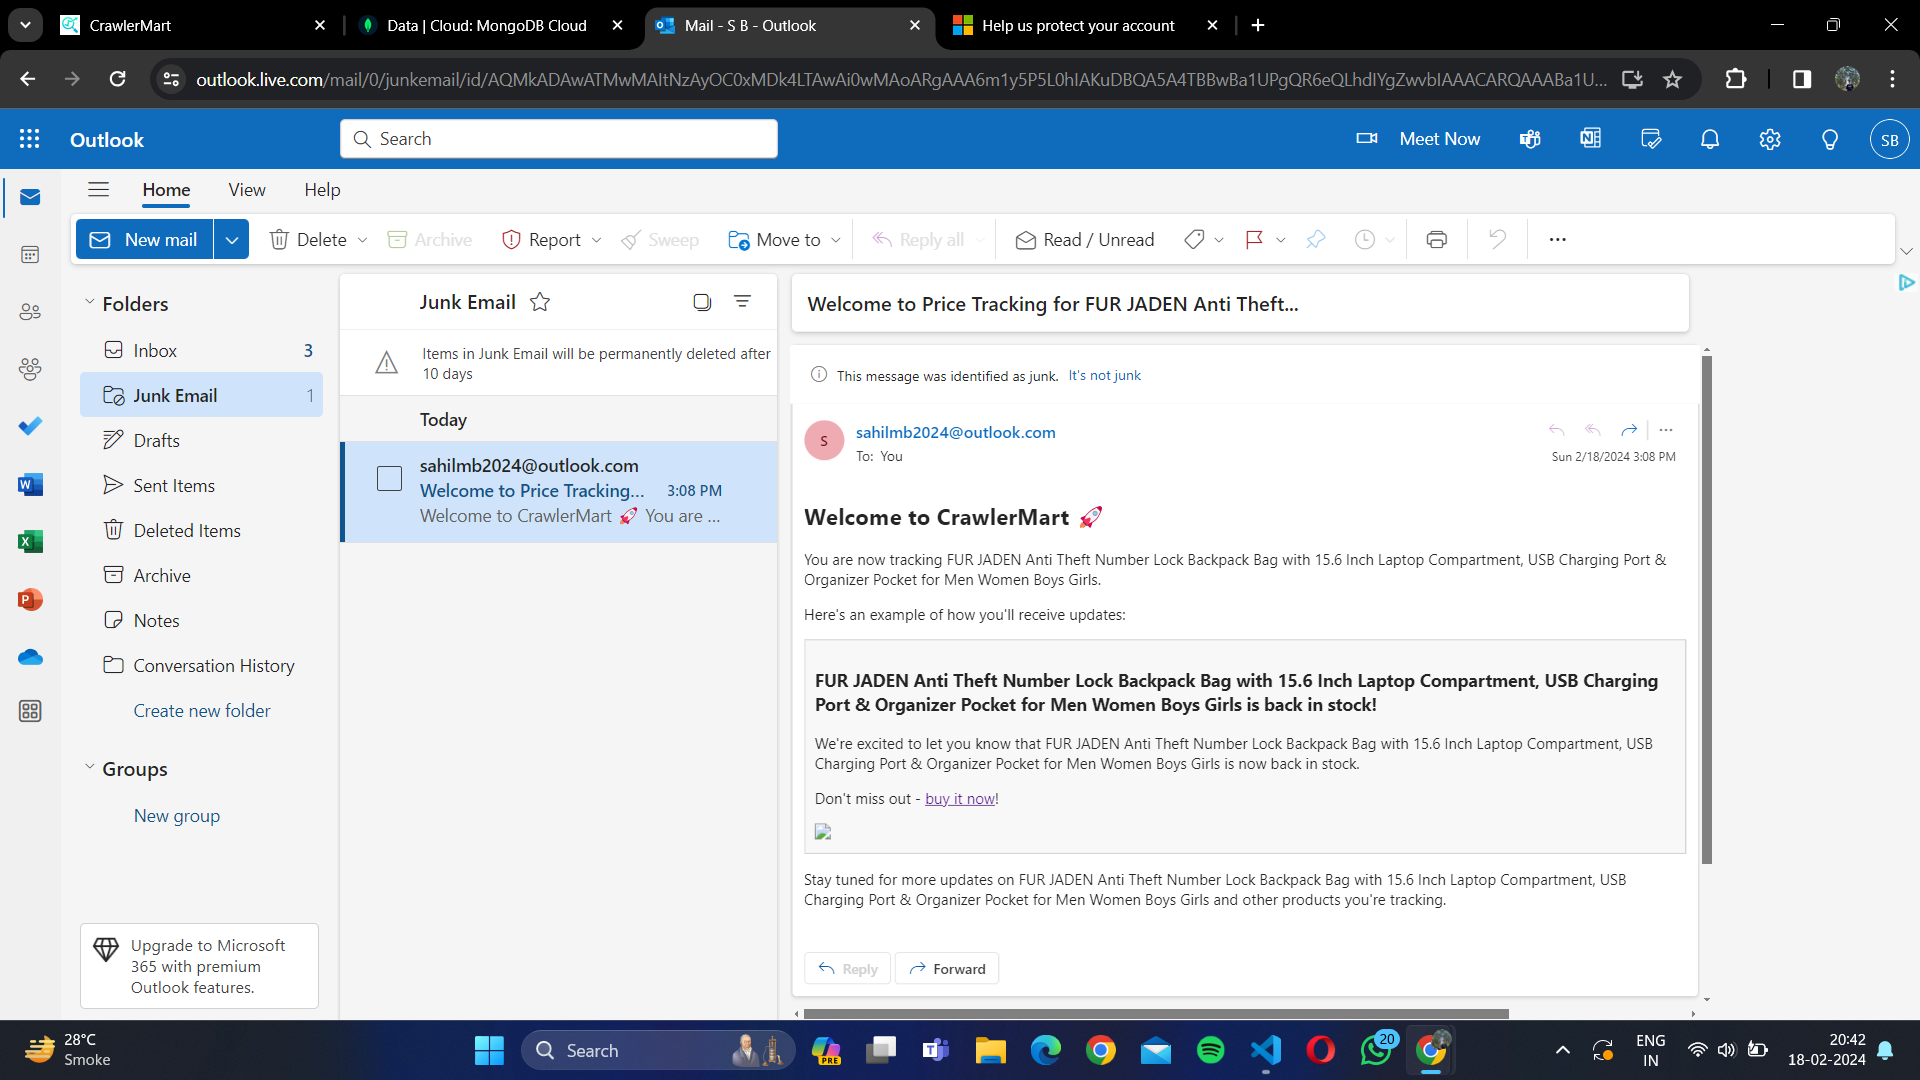 CrawlerMart
Data | Cloud: MongoDB Cloud
Mail - S B - Outlook
Help us protect your account
outlook.live.com/mail/0/junkemail/id/AQMkADAwATMwMAItNzAyOC0xMDk4LTAwAi0wMAoARgAAA6m1y5P5L0hIAKuDBQA5A4TBBwBa1UPgQR6eQLhdIYgZwvbIAAACARQAAABa1U...
Outlook
Search
Meet Now
SB
Home
View
Help
New mail
Delete
Archive
Report
Sweep
Move to
Reply all
Read / Unread
Folders
Inbox 3
Junk Email 1
Drafts
Sent Items
Deleted Items
Archive
Notes
Conversation History
Create new folder
Groups
New group
Upgrade to Microsoft
365 with premium
Outlook features.
Junk Email
Items in Junk Email will be permanently deleted after
10 days
Today
sahilmb2024@outlook.com
Welcome to Price Tracking... 3:08 PM
Welcome to CrawlerMart 🚀 You are ...
Welcome to Price Tracking for FUR JADEN Anti Theft...
This message was identified as junk. It's not junk
S
sahilmb2024@outlook.com
To: You
Sun 2/18/2024 3:08 PM
Welcome to CrawlerMart 🚀
You are now tracking FUR JADEN Anti Theft Number Lock Backpack Bag with 15.6 Inch Laptop Compartment, USB Charging Port &
Organizer Pocket for Men Women Boys Girls.
Here's an example of how you'll receive updates:
FUR JADEN Anti Theft Number Lock Backpack Bag with 15.6 Inch Laptop Compartment, USB Charging
Port & Organizer Pocket for Men Women Boys Girls is back in stock!
We're excited to let you know that FUR JADEN Anti Theft Number Lock Backpack Bag with 15.6 Inch Laptop Compartment, USB
Charging Port & Organizer Pocket for Men Women Boys Girls is now back in stock.
Don't miss out - buy it now!
Stay tuned for more updates on FUR JADEN Anti Theft Number Lock Backpack Bag with 15.6 Inch Laptop Compartment, USB
Charging Port & Organizer Pocket for Men Women Boys Girls and other products you're tracking.
Reply
Forward
28°C
Smoke
Search
PRE
20
ENG
IN
20:42
18-02-2024